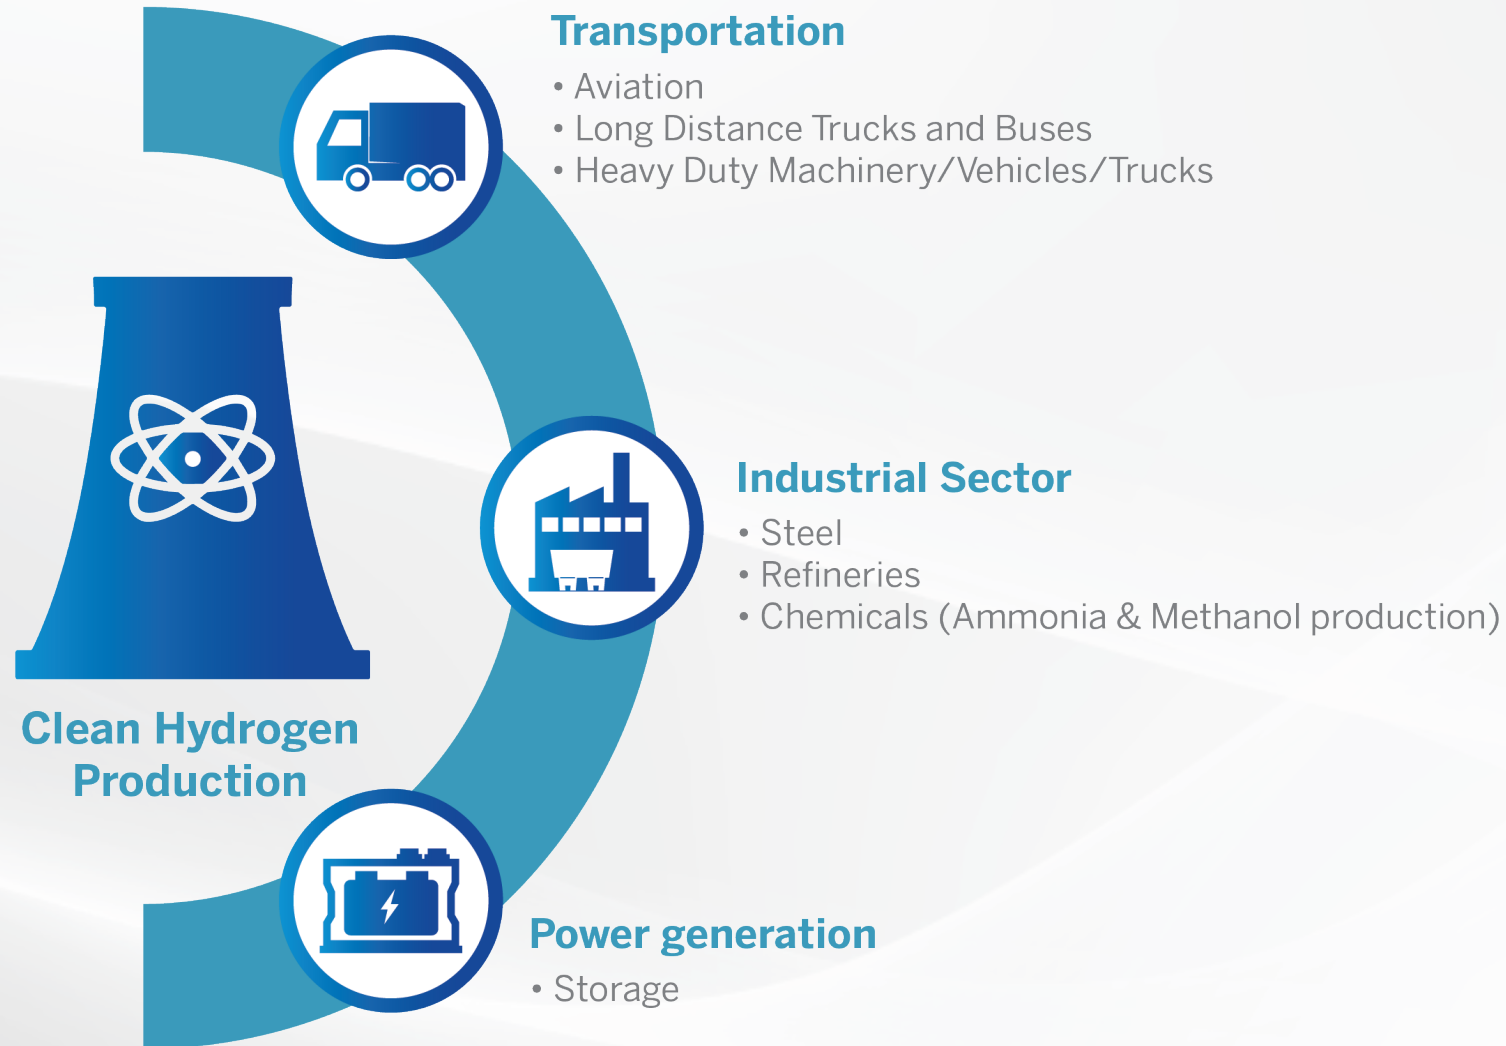 Transportation
• Aviation
• Long Distance Trucks and Buses
• Heavy Duty Machinery/Vehicles/Trucks
Industrial Sector
• Steel
• Refineries
• Chemicals (Ammonia & Methanol production)
Clean Hydrogen
Production
Power generation
• Storage